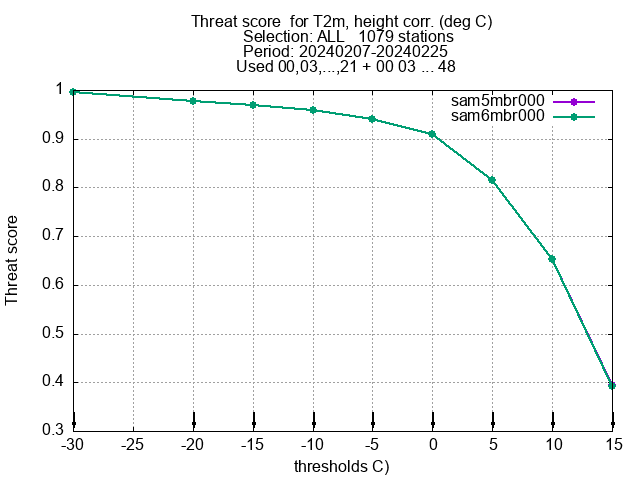 Threat score  for T2m, height corr. (deg C)
Selection: ALL   1079 stations
Period: 20240207-20240225
Used 00,03,...,21 + 00 03 ... 48
sam5mbr000
sam6mbr000
1
0.9
0.8
0.7
0.6
0.5
0.4
0.3
Threat score
-30 -25 -20 -15 -10 -5 0 5 10 15
thresholds C)